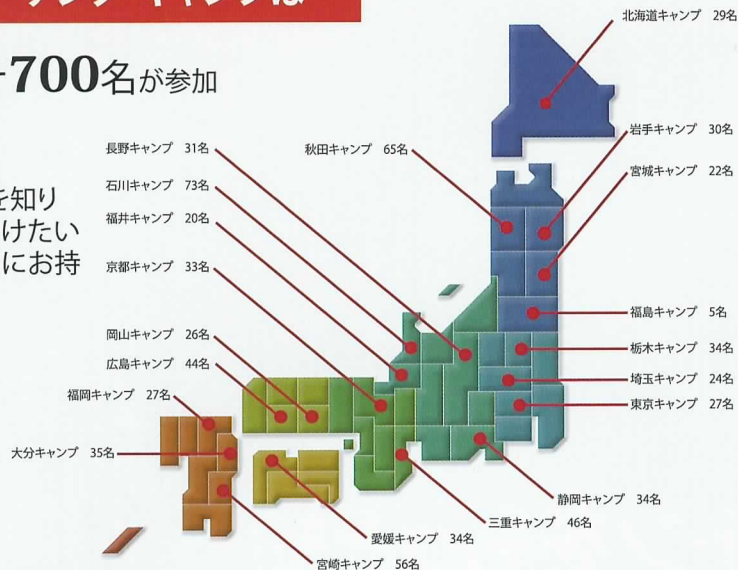 700名が参加
を知り
けたい
にお持
北海道キャンプ 29名
岩手キャンプ 30名
宮城キャンプ 22名
秋田キャンプ 65名
長野キャンプ 31名
石川キャンプ 73名
福井キャンプ 20名
京都キャンプ 33名
岡山キャンプ 26名
広島キャンプ 44名
福岡キャンプ 27名
大分キャンプ 35名
福島キャンプ 5名
栃木キャンプ 34名
埼玉キャンプ 24名
東京キャンプ 27名
静岡キャンプ 34名
三重キャンプ 46名
愛媛キャンプ 34名
宮崎キャンプ 56名